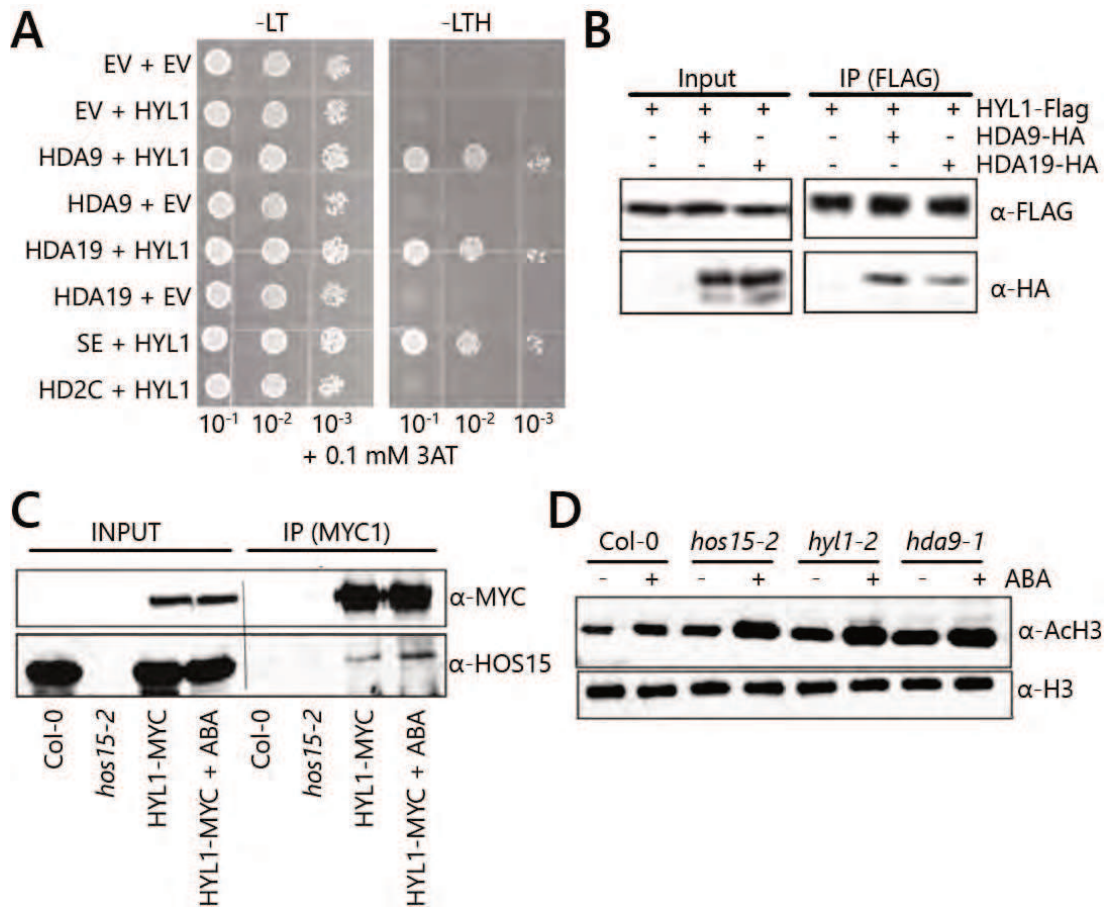 A
-LT -LTH
EV + EV
EV + HYL1
HDA9 + HYL1
HDA9 + EV
HDA19 + HYL1
HDA19 + EV
SE + HYL1
HD2C + HYL1
10⁻¹ 10⁻² 10⁻³ 10⁻¹ 10⁻² 10⁻³
+ 0.1 mM 3AT
B
Input IP (FLAG)
+ + + + + + HYL1-Flag
- + - - + - HDA9-HA
- - + - - + HDA19-HA
α-FLAG
α-HA
C
INPUT IP (MYC1)
α-MYC
α-HOS15
Col-0
hos15-2
HYL1-MYC
HYL1-MYC + ABA
Col-0
hos15-2
HYL1-MYC
HYL1-MYC + ABA
D
Col-0 hos15-2 hyl1-2 hda9-1
- + - + - + - + ABA
α-AcH3
α-H3